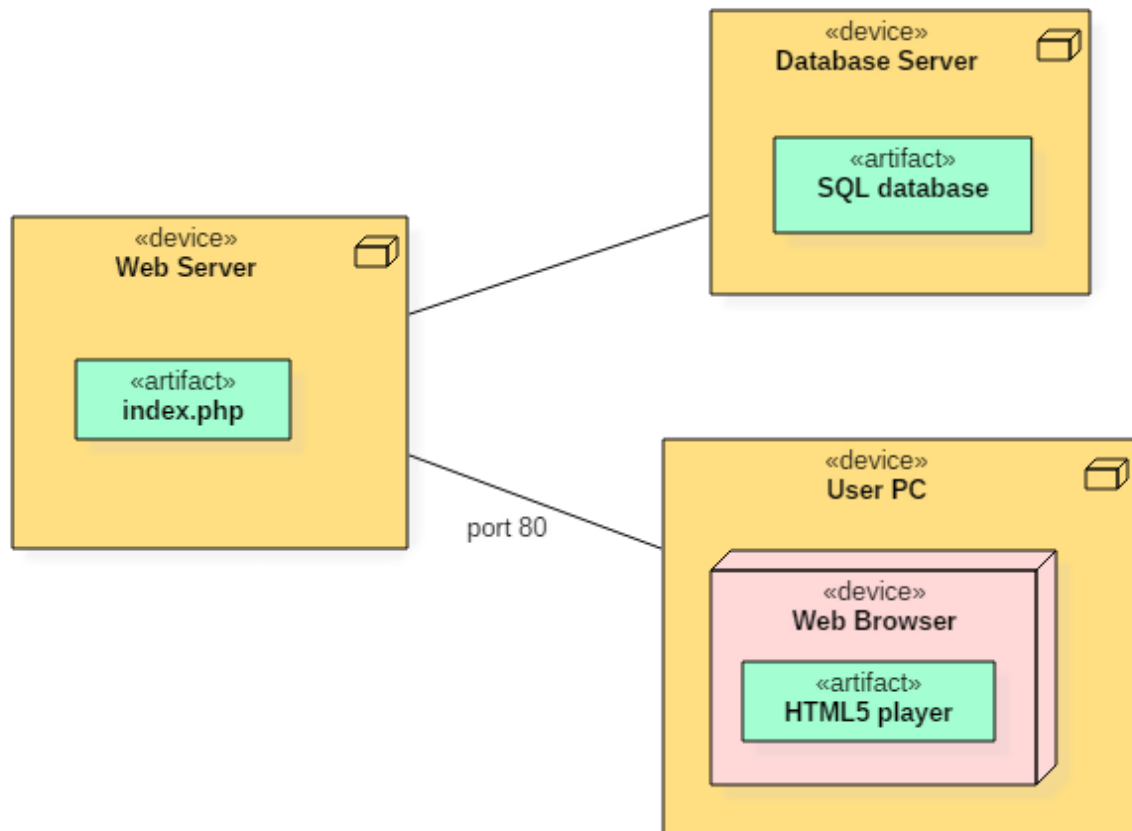 «device»
Database Server
«artifact»
SQL database
«device»
Web Server
«artifact»
index.php
port 80
«device»
User PC
«device»
Web Browser
«artifact»
HTML5 player